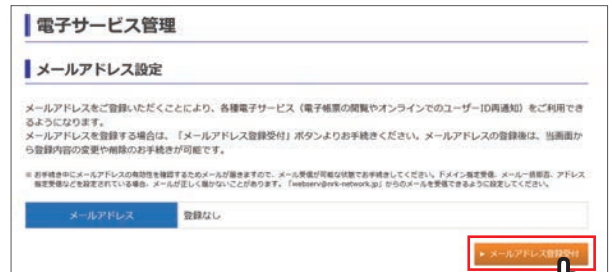 電子サービス管理
メールアドレス設定
メールアドレスをご登録いただくことにより、各種電子サービス（電子帳票の閲覧やオンラインでのユーザーID再通知）をご利用でき
るようになります。
メールアドレスを登録する場合は、「メールアドレス登録受付」ボタンよりお手続きください。メールアドレスの登録後は、当画面か
ら登録内容の変更や削除のお手続きが可能です。
※ お手続き中にメールアドレスの有効性を確認するためメールが届きますので、メール受信が可能な状態でお手続きしてください。ドメイン指定受信、メール一括拒否、アドレス
指定受信などを設定されている場合、メールが正しく届かないことがあります。「webserv@nrk-network.jp」からのメールを受信できるように設定してください。
メールアドレス 登録なし
メールアドレス登録受付